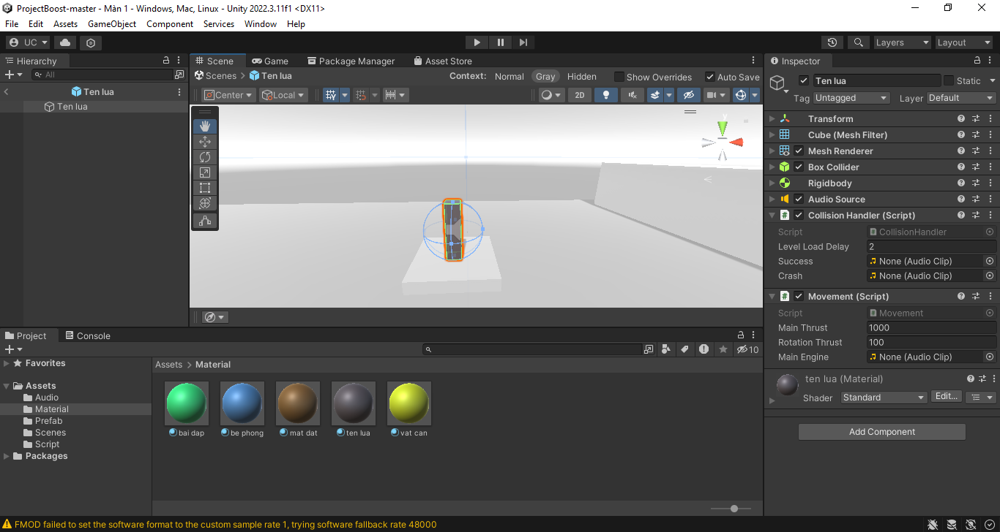 ProjectBoost-master - Màn 1 - Windows, Mac, Linux - Unity 2022.3.11f1 <DX11>
File Edit Assets GameObject Component Services Window Help
UC Layers Layout
Hierarchy
All
Ten lua
Ten lua
Scene Game Package Manager Asset Store
Scenes > Ten lua Context: Normal Gray Hidden Show Overrides Auto Save
Center Local 2D
y
Inspector
Ten lua Static
Tag Untagged Layer Default
Transform
Cube (Mesh Filter)
Mesh Renderer
Box Collider
Rigidbody
Audio Source
Collision Handler (Script)
Script CollisionHandler
Level Load Delay 2
Success None (Audio Clip)
Crash None (Audio Clip)
Movement (Script)
Script Movement
Main Thrust 1000
Rotation Thrust 100
Main Engine None (Audio Clip)
ten lua (Material)
Shader Standard Edit...
Add Component
Project Console
10
Favorites
Assets
Audio
Material
Prefab
Scenes
Script
Packages
Assets > Material
bai dap be phong mat dat ten lua vat can
FMOD failed to set the software format to the custom sample rate 1, trying software fallback rate 48000